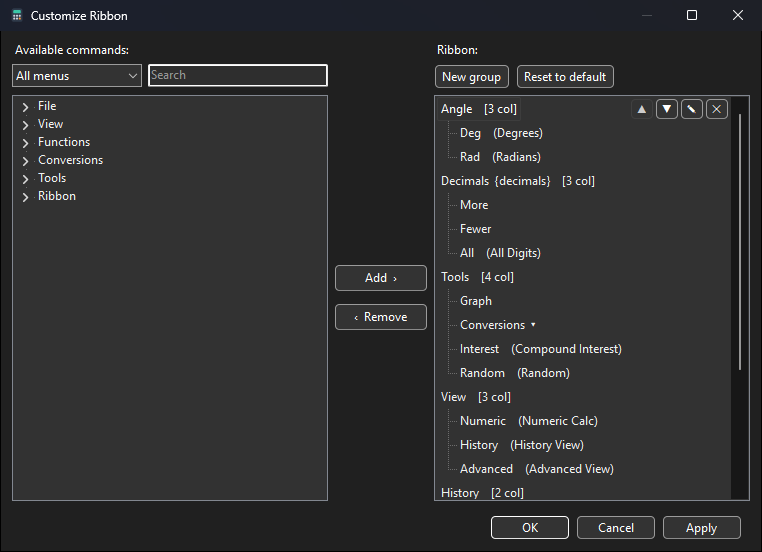 Customize Ribbon
Available commands:
All menus
Search
File
View
Functions
Conversions
Tools
Ribbon
Add ›
‹ Remove
Ribbon:
New group
Reset to default
Angle [3 col]
Deg (Degrees)
Rad (Radians)
Decimals {decimals} [3 col]
More
Fewer
All (All Digits)
Tools [4 col]
Graph
Conversions ▾
Interest (Compound Interest)
Random (Random)
View [3 col]
Numeric (Numeric Calc)
History (History View)
Advanced (Advanced View)
History [2 col]
OK
Cancel
Apply